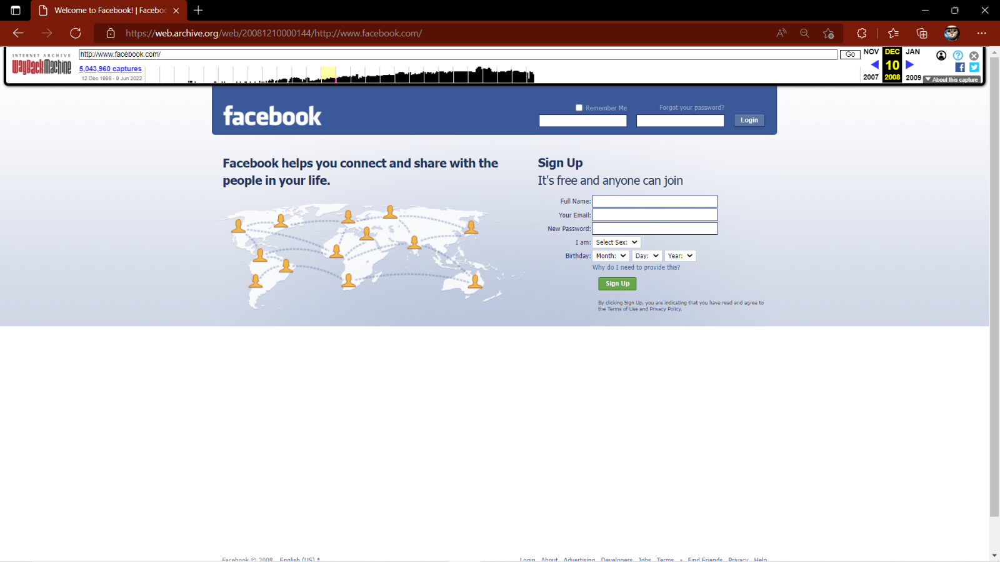 Welcome to Facebook! | Faceboo
https://web.archive.org/web/20081210000144/http://www.facebook.com/
INTERNET ARCHIVE
WayBackMachine
http://www.facebook.com/
Go
5,043,960 captures
12 Dec 1998 - 9 Jun 2022
NOV DEC JAN
10
2007 2008 2009
About this capture
facebook
Remember Me
Forgot your password?
Login
Facebook helps you connect and share with the
people in your life.
Sign Up
It's free and anyone can join
Full Name:
Your Email:
New Password:
I am: Select Sex:
Birthday: Month: Day: Year:
Why do I need to provide this?
Sign Up
By clicking Sign Up, you are indicating that you have read and agree to
the Terms of Use and Privacy Policy.
Facebook © 2008 English (US)
Login About Advertising Developers Jobs Terms Find Friends Privacy Help